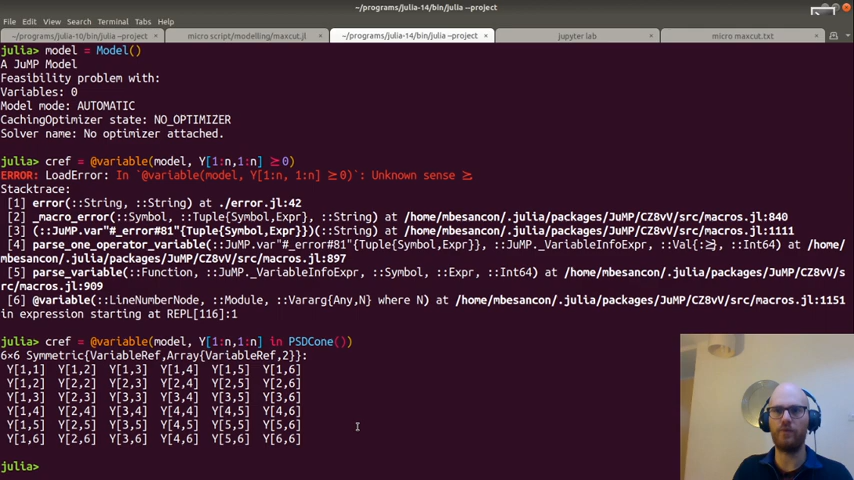 ~/programs/julia-14/bin/julia --project
File Edit View Search Terminal Tabs Help
~/programs/julia-10/bin/julia --project × micro script/modelling/maxcut.jl × ~/programs/julia-14/bin/julia --project × jupyter lab × micro maxcut.txt ×
julia> model = Model()
A JuMP Model
Feasibility problem with:
Variables: 0
Model mode: AUTOMATIC
CachingOptimizer state: NO_OPTIMIZER
Solver name: No optimizer attached.
julia> cref = @variable(model, Y[1:n,1:n] ⪰0)
ERROR: LoadError: In `@variable(model, Y[1:n, 1:n] ⪰ 0)`: Unknown sense ⪰.
Stacktrace:
[1] error(::String, ::String) at ./error.jl:42
[2] _macro_error(::Symbol, ::Tuple{Symbol,Expr}, ::String) at /home/mbesancon/.julia/packages/JuMP/CZ8vV/src/macros.jl:840
[3] (::JuMP.var"#_error#81"{Tuple{Symbol,Expr}})(::String) at /home/mbesancon/.julia/packages/JuMP/CZ8vV/src/macros.jl:1111
[4] parse_one_operator_variable(::JuMP.var"#_error#81"{Tuple{Symbol,Expr}}, ::JuMP._VariableInfoExpr, ::Val{:⪰}, ::Int64) at /home/
mbesancon/.julia/packages/JuMP/CZ8vV/src/macros.jl:897
[5] parse_variable(::Function, ::JuMP._VariableInfoExpr, ::Symbol, ::Expr, ::Int64) at /home/mbesancon/.julia/packages/JuMP/CZ8vV/s
rc/macros.jl:909
[6] @variable(::LineNumberNode, ::Module, ::Vararg{Any,N} where N) at /home/mbesancon/.julia/packages/JuMP/CZ8vV/src/macros.jl:1151
in expression starting at REPL[116]:1
julia> cref = @variable(model, Y[1:n,1:n] in PSDCone())
6×6 Symmetric{VariableRef,Array{VariableRef,2}}:
Y[1,1] Y[1,2] Y[1,3] Y[1,4] Y[1,5] Y[1,6]
Y[1,2] Y[2,2] Y[2,3] Y[2,4] Y[2,5] Y[2,6]
Y[1,3] Y[2,3] Y[3,3] Y[3,4] Y[3,5] Y[3,6]
Y[1,4] Y[2,4] Y[3,4] Y[4,4] Y[4,5] Y[4,6]
Y[1,5] Y[2,5] Y[3,5] Y[4,5] Y[5,5] Y[5,6]
Y[1,6] Y[2,6] Y[3,6] Y[4,6] Y[5,6] Y[6,6]
julia>